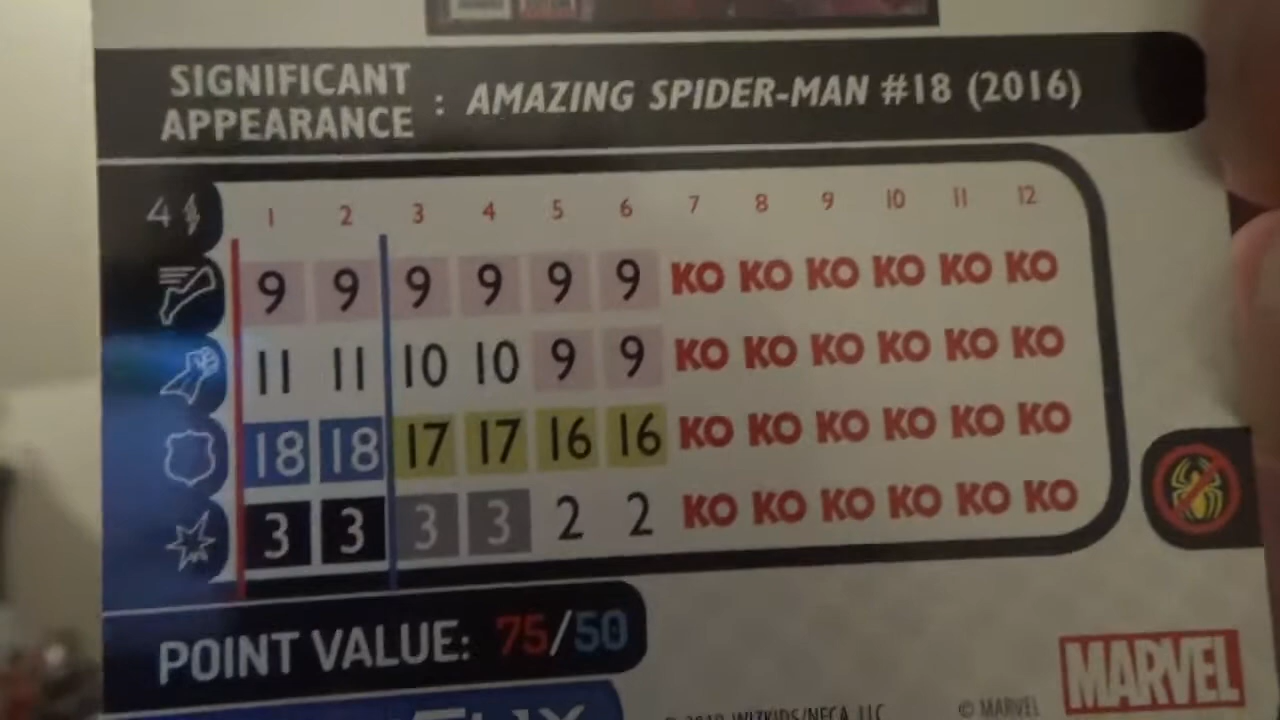 SIGNIFICANT
APPEARANCE : AMAZING SPIDER-MAN #18 (2016)
4 1 2 3 4 5 6 7 8 9 10 11 12
9 9 9 9 9 9 KO KO KO KO KO KO
11 11 10 10 9 9 KO KO KO KO KO KO
18 18 17 17 16 16 KO KO KO KO KO KO
3 3 3 3 2 2 KO KO KO KO KO KO
POINT VALUE: 75/50
MARVEL
WIZKIDS/NECA, LLC. © MARVEL